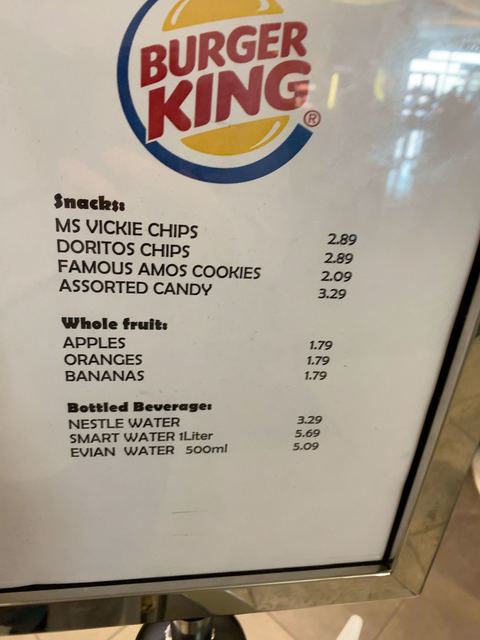 BURGER
KING®
Snacks:
MS VICKIE CHIPS 2.89
DORITOS CHIPS 2.89
FAMOUS AMOS COOKIES 2.09
ASSORTED CANDY 3.29
Whole fruit:
APPLES 1.79
ORANGES 1.79
BANANAS 1.79
Bottled Beverage:
NESTLE WATER 3.29
SMART WATER 1Liter 5.69
EVIAN WATER 500ml 5.09